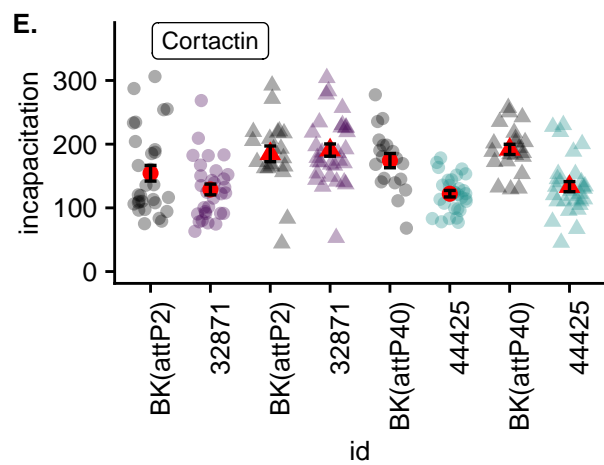 E.
Cortactin
incapacitation
300
200
100
0
BK(attP2)
32871
BK(attP2)
32871
BK(attP40)
44425
BK(attP40)
44425
id